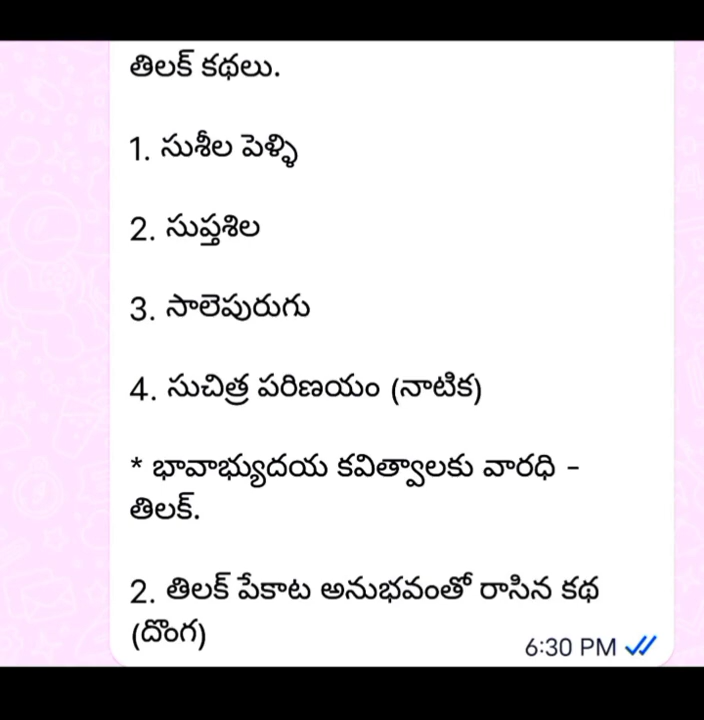 తిలక్ కథలు.
1. సుశీల పెళ్ళి
2. సుప్తశిల
3. సాలెపురుగు
4. సుచిత్ర పరిణయం (నాటిక)
* భావాభ్యుదయ కవిత్వాలకు వారధి -
తిలక్.
2. తిలక్ పేకాట అనుభవంతో రాసిన కథ
(దొంగ)
6:30 PM